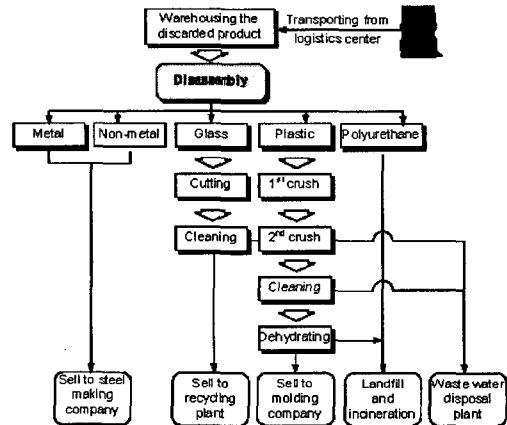 Warehousing the
discarded product
Transporting from
logistics center
Disassembly
Metal
Non-metal
Glass
Plastic
Polyurethane
Cutting
1st crush
Cleaning
2nd crush
Cleaning
Dehydrating
Sell to steel
making company
Sell to
recycling plant
Sell to
molding company
Landfill
and
incineration
Waste water
disposal
plant